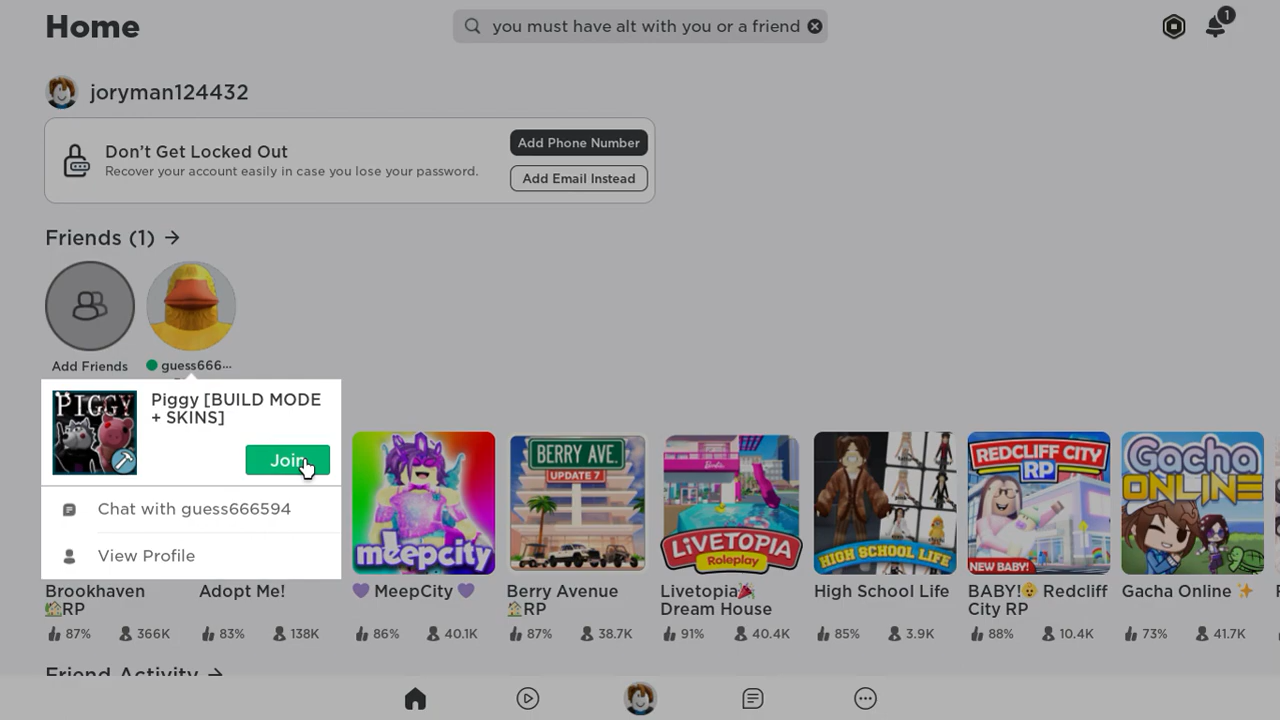 Home
you must have alt with you or a friend
1
joryman124432
Don't Get Locked Out
Recover your account easily in case you lose your password.
Add Phone Number
Add Email Instead
Friends (1) →
Add Friends
guess666...
PIGGY
Piggy [BUILD MODE
+ SKINS]
Join
Chat with guess666594
View Profile
meepcity
BERRY AVE.
UPDATE 7
Barbie
LIVETOPIA
Roleplay
HIGH SCHOOL LIFE
REDCLIFF CITY
RP
NEW BABY!
Gacha
ONLINE
Brookhaven
🏡RP
87%
366K
Adopt Me!
83%
138K
💜 MeepCity 💜
86%
40.1K
Berry Avenue
🏠RP
87%
38.7K
Livetopia🎉
Dream House
91%
40.4K
High School Life
85%
3.9K
BABY!👶 Redcliff
City RP
88%
10.4K
Gacha Online ✨
73%
41.7K
Friend Activity →